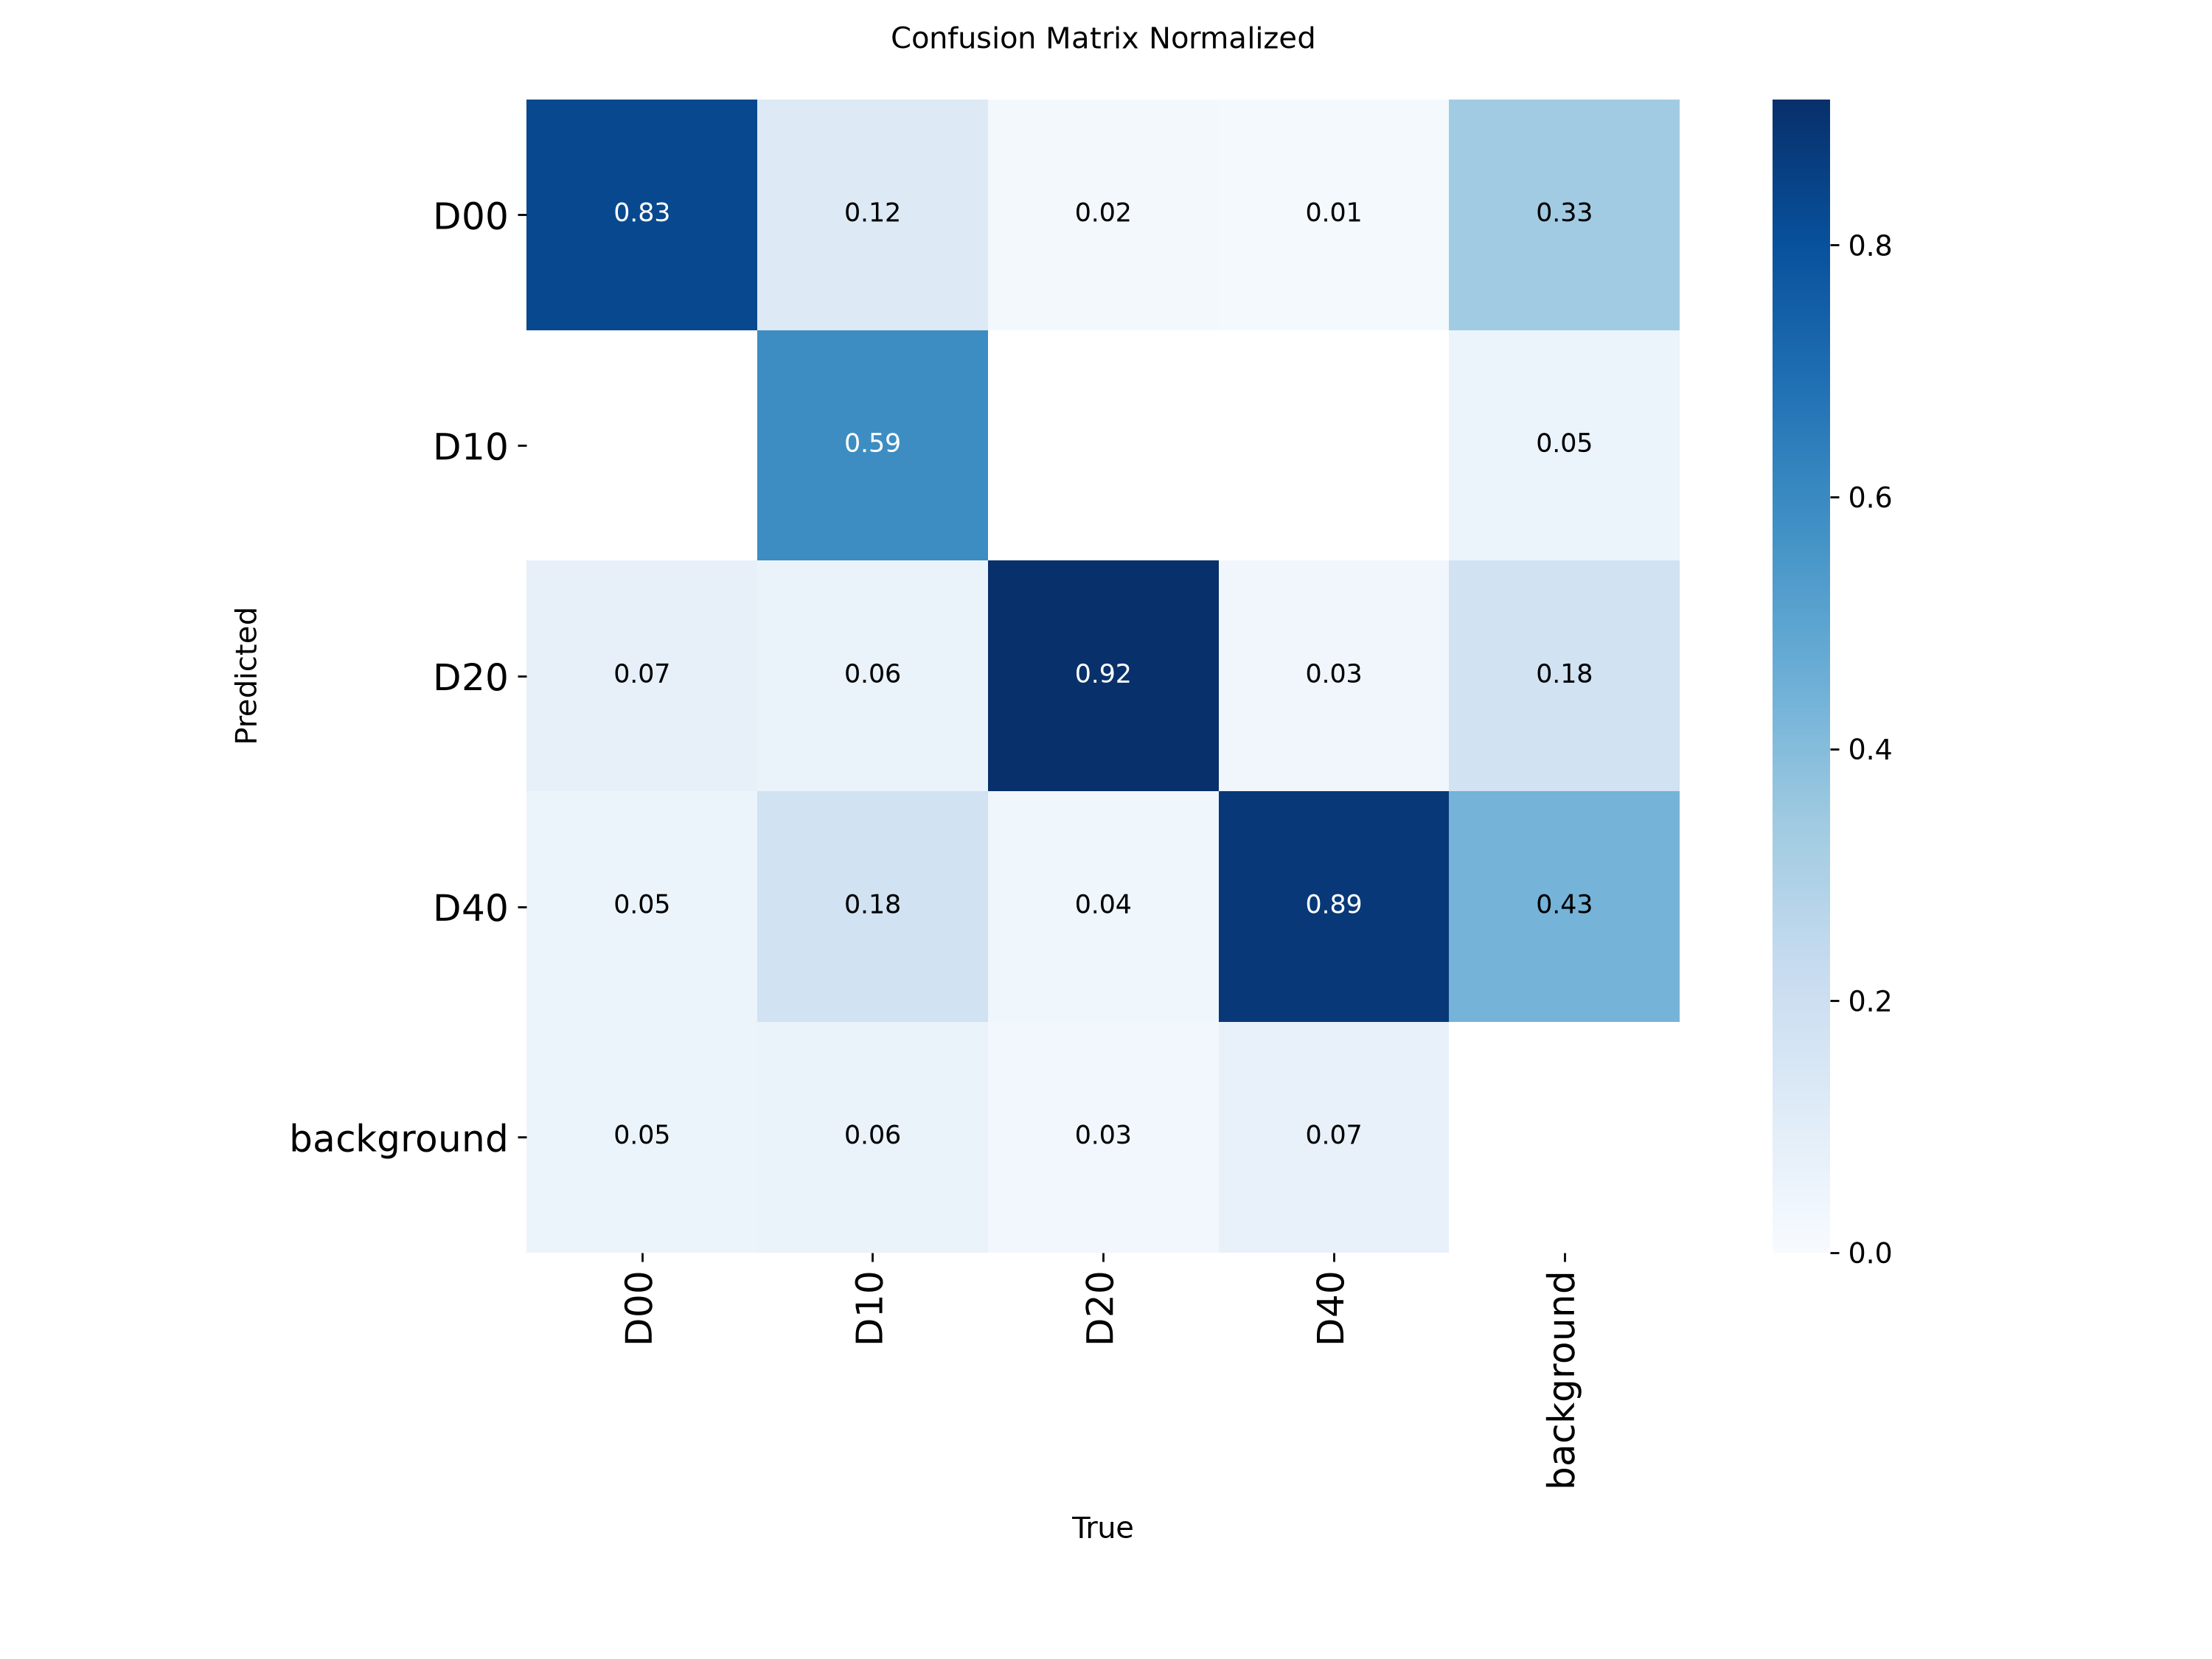 Confusion Matrix Normalized
D00
0.83 0.12 0.02 0.01 0.33
D10
0.59 0.05
D20
0.07 0.06 0.92 0.03 0.18
D40
0.05 0.18 0.04 0.89 0.43
background
0.05 0.06 0.03 0.07
Predicted
D00 D10 D20 D40 background
True
0.8
0.6
0.4
0.2
0.0